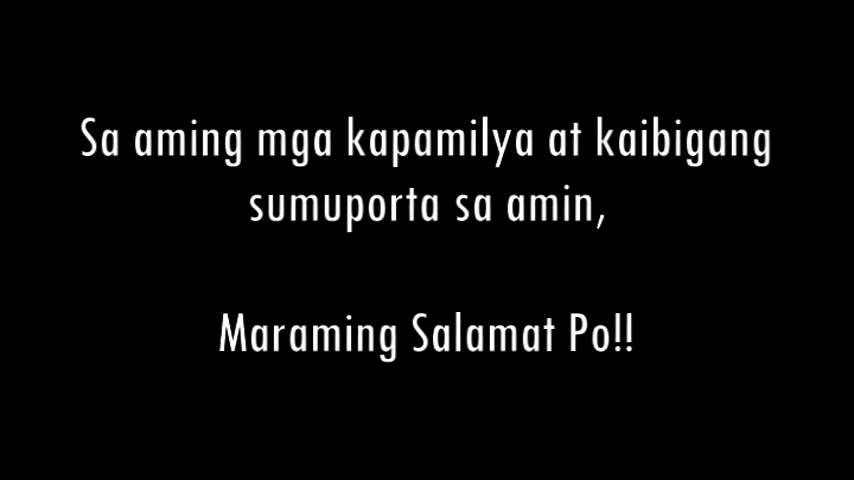 Sa aming mga kapamilya at kaibigang
sumuporta sa amin,
Maraming Salamat Po!!